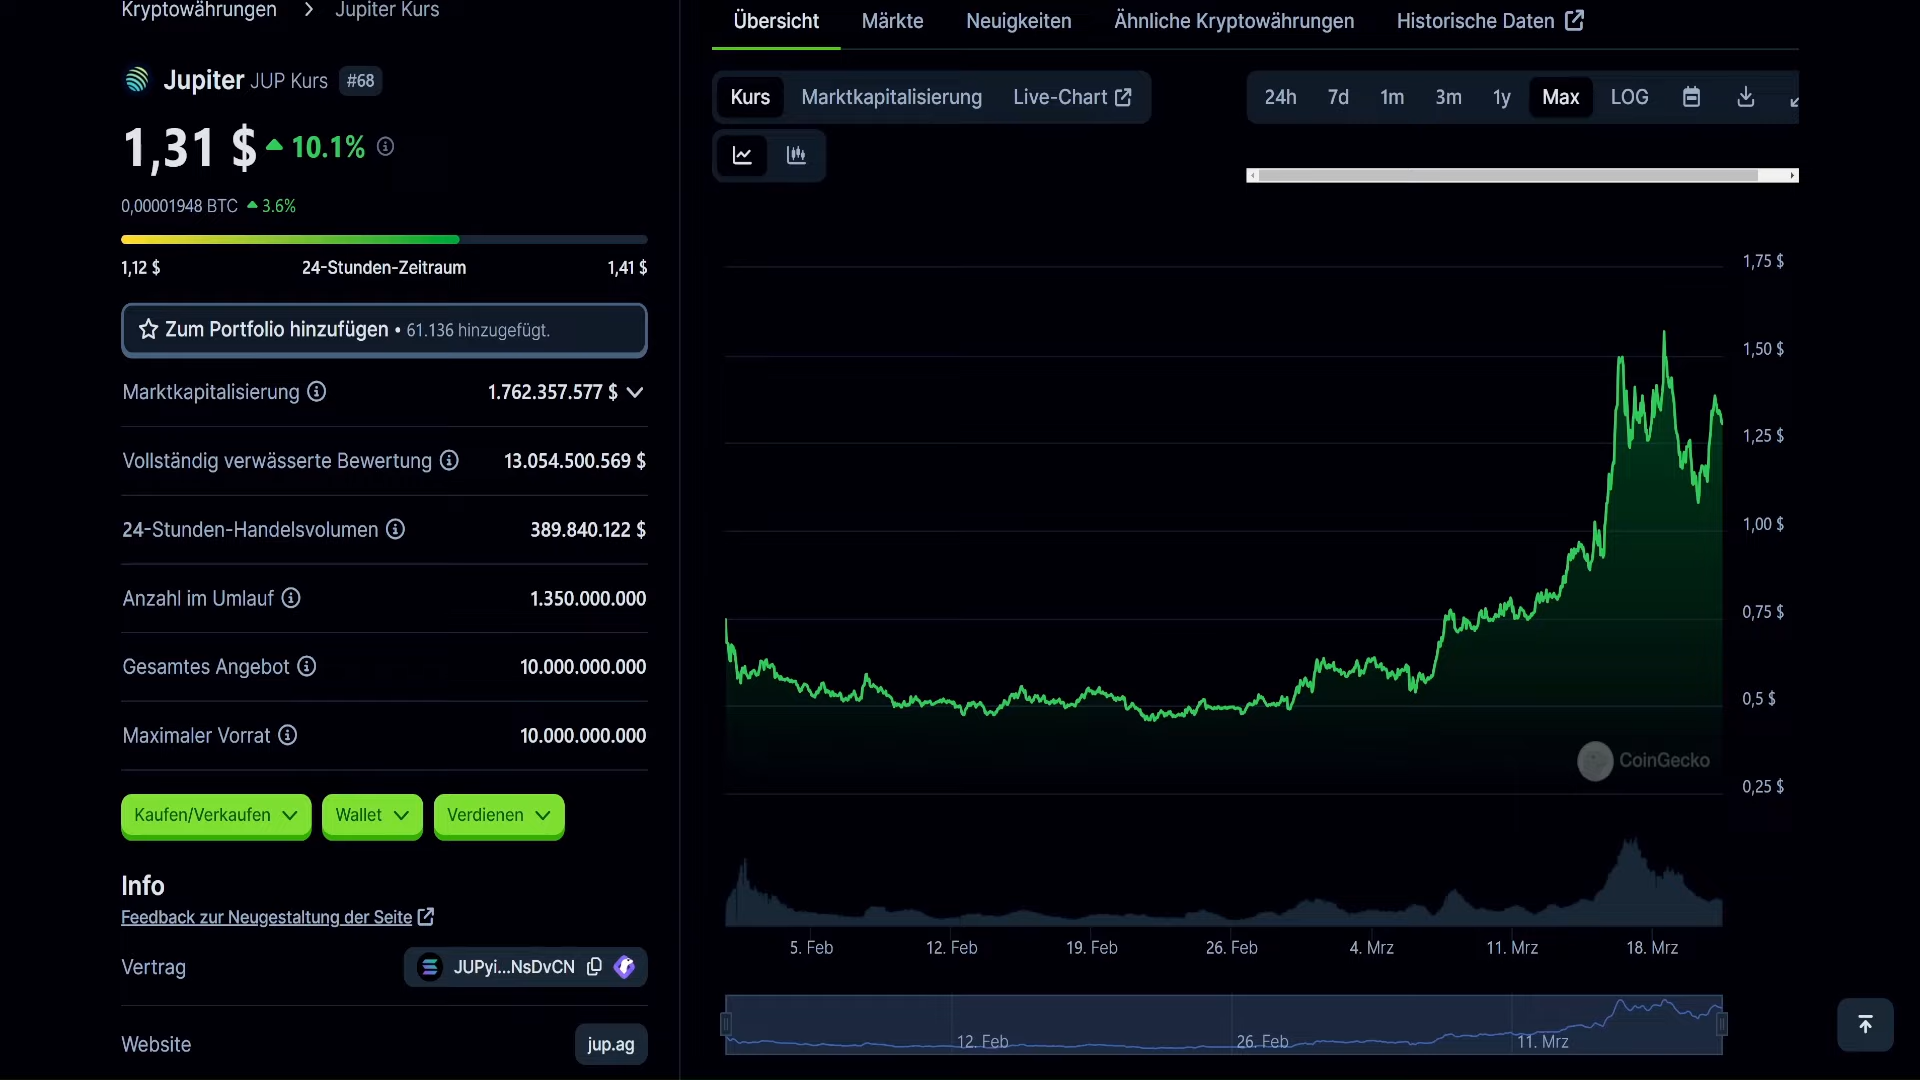 Kryptowährungen > Jupiter Kurs
Jupiter JUP Kurs #68
1,31 $ 10.1%
0,00001948 BTC 3.6%
1,12 $ 24-Stunden-Zeitraum 1,41 $
Zum Portfolio hinzufügen • 61.136 hinzugefügt.
Marktkapitalisierung 1.762.357.577 $
Vollständig verwässerte Bewertung 13.054.500.569 $
24-Stunden-Handelsvolumen 389.840.122 $
Anzahl im Umlauf 1.350.000.000
Gesamtes Angebot 10.000.000.000
Maximaler Vorrat 10.000.000.000
Kaufen/Verkaufen Wallet Verdienen
Info
Feedback zur Neugestaltung der Seite
Vertrag JUPyi...NsDvCN
Website jup.ag
Übersicht Märkte Neuigkeiten Ähnliche Kryptowährungen Historische Daten
Kurs Marktkapitalisierung Live-Chart
24h 7d 1m 3m 1y Max LOG
1,75 $
1,50 $
1,25 $
1,00 $
0,75 $
0,5 $
0,25 $
CoinGecko
5. Feb 12. Feb 19. Feb 26. Feb 4. Mrz 11. Mrz 18. Mrz
12. Feb 26. Feb 11. Mrz